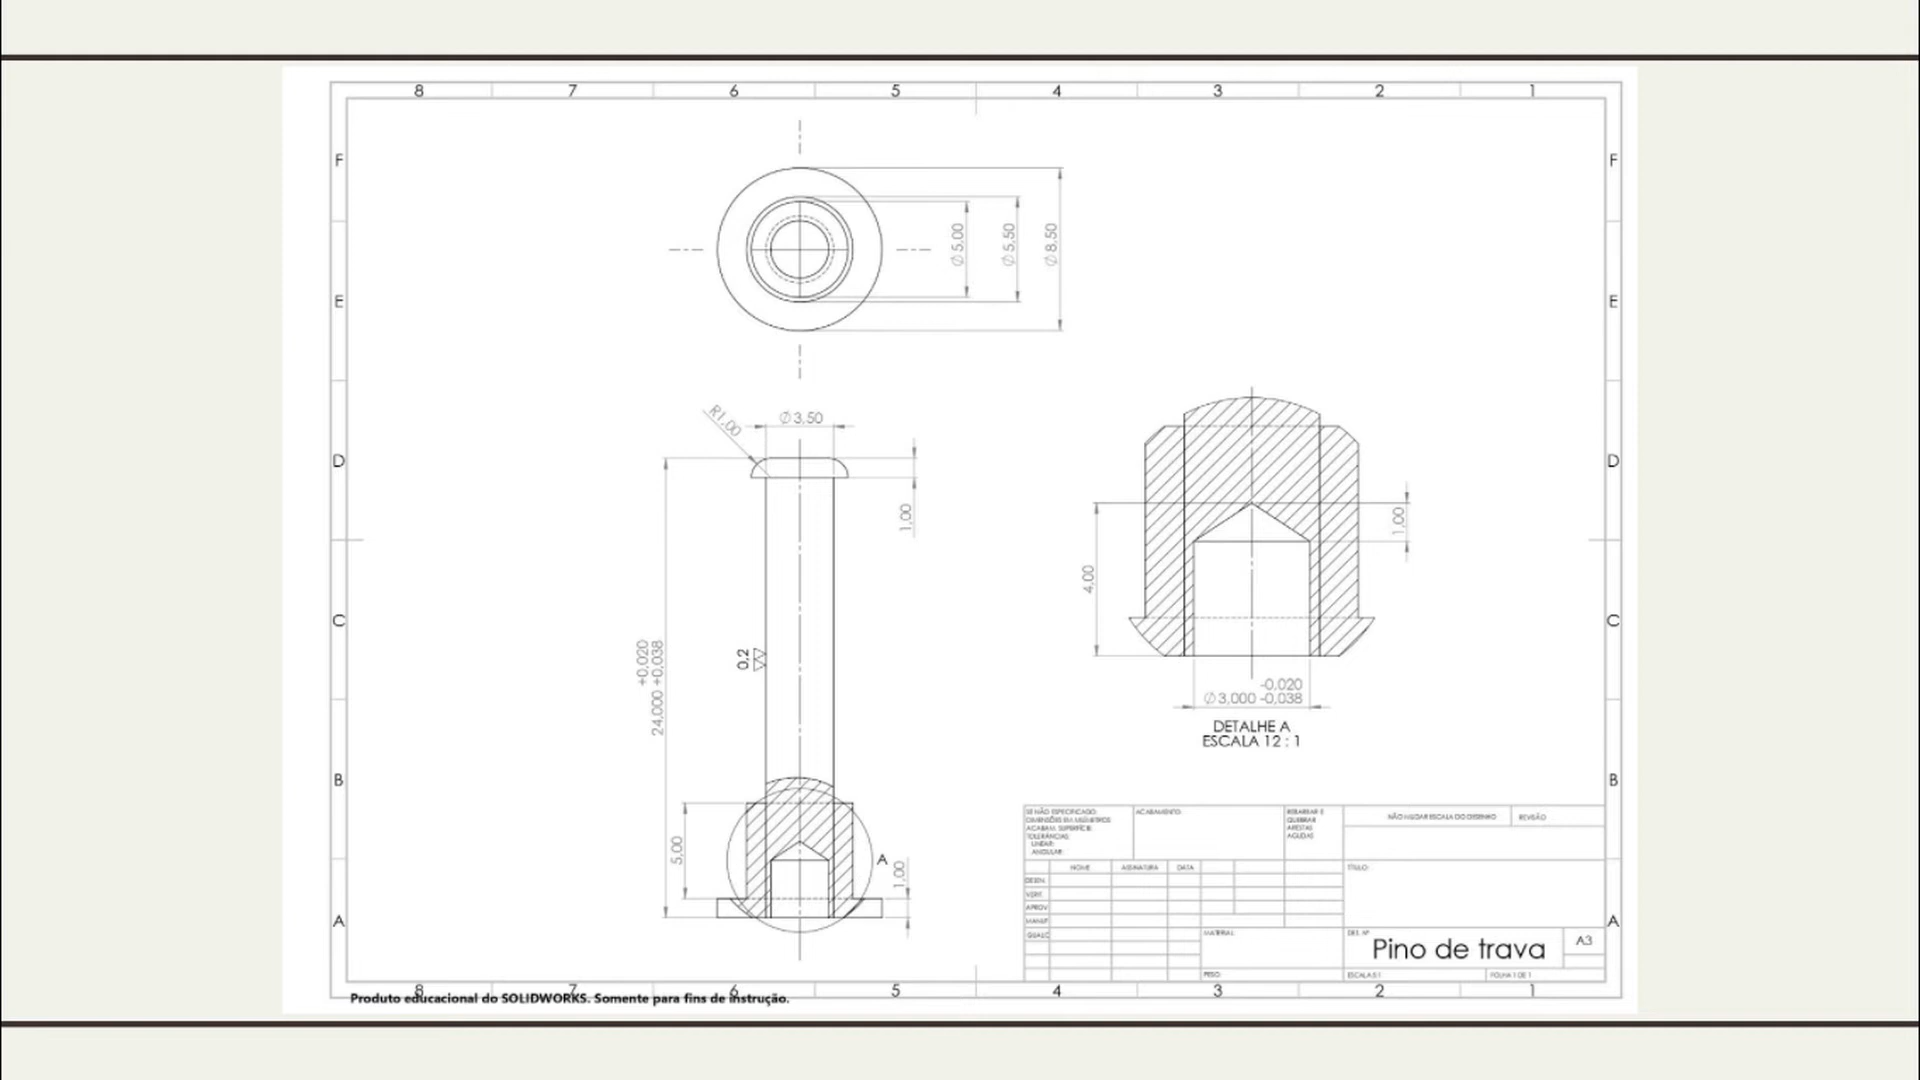 8 7 6 5 4 3 2 1
F F
∅8,50
∅5,50
∅5,00
E E
R1,00
∅3,50
D D
1,00
1,00
4,00
C C
+0,020
24,000 +0,038
0.2
-0,020
∅3,000 -0,038
DETALHE A
ESCALA 12 : 1
B B
5,00
A
1,00
SE NÃO ESPECIFICADO:
DIMENSÕES EM MILÍMETROS
ACABAM. SUPERFÍCIE:
TOLERÂNCIAS:
LINEAR:
ANGULAR:
ACABAMENTO:
REBARBAR E
QUEBRAR
ARESTAS
AGUDAS
NÃO MUDAR ESCALA DO DESENHO
REVISÃO
NOME ASSINATURA DATA
TÍTULO:
DESEN.
VERIF.
APROV.
MANUF.
QUALID
MATERIAL:
DES. Nº
Pino de trava
A3
PESO:
ESCALA:5:1
FOLHA 1 DE 1
A A
8 7 6 5 4 3 2 1
Produto educacional do SOLIDWORKS. Somente para fins de instrução.